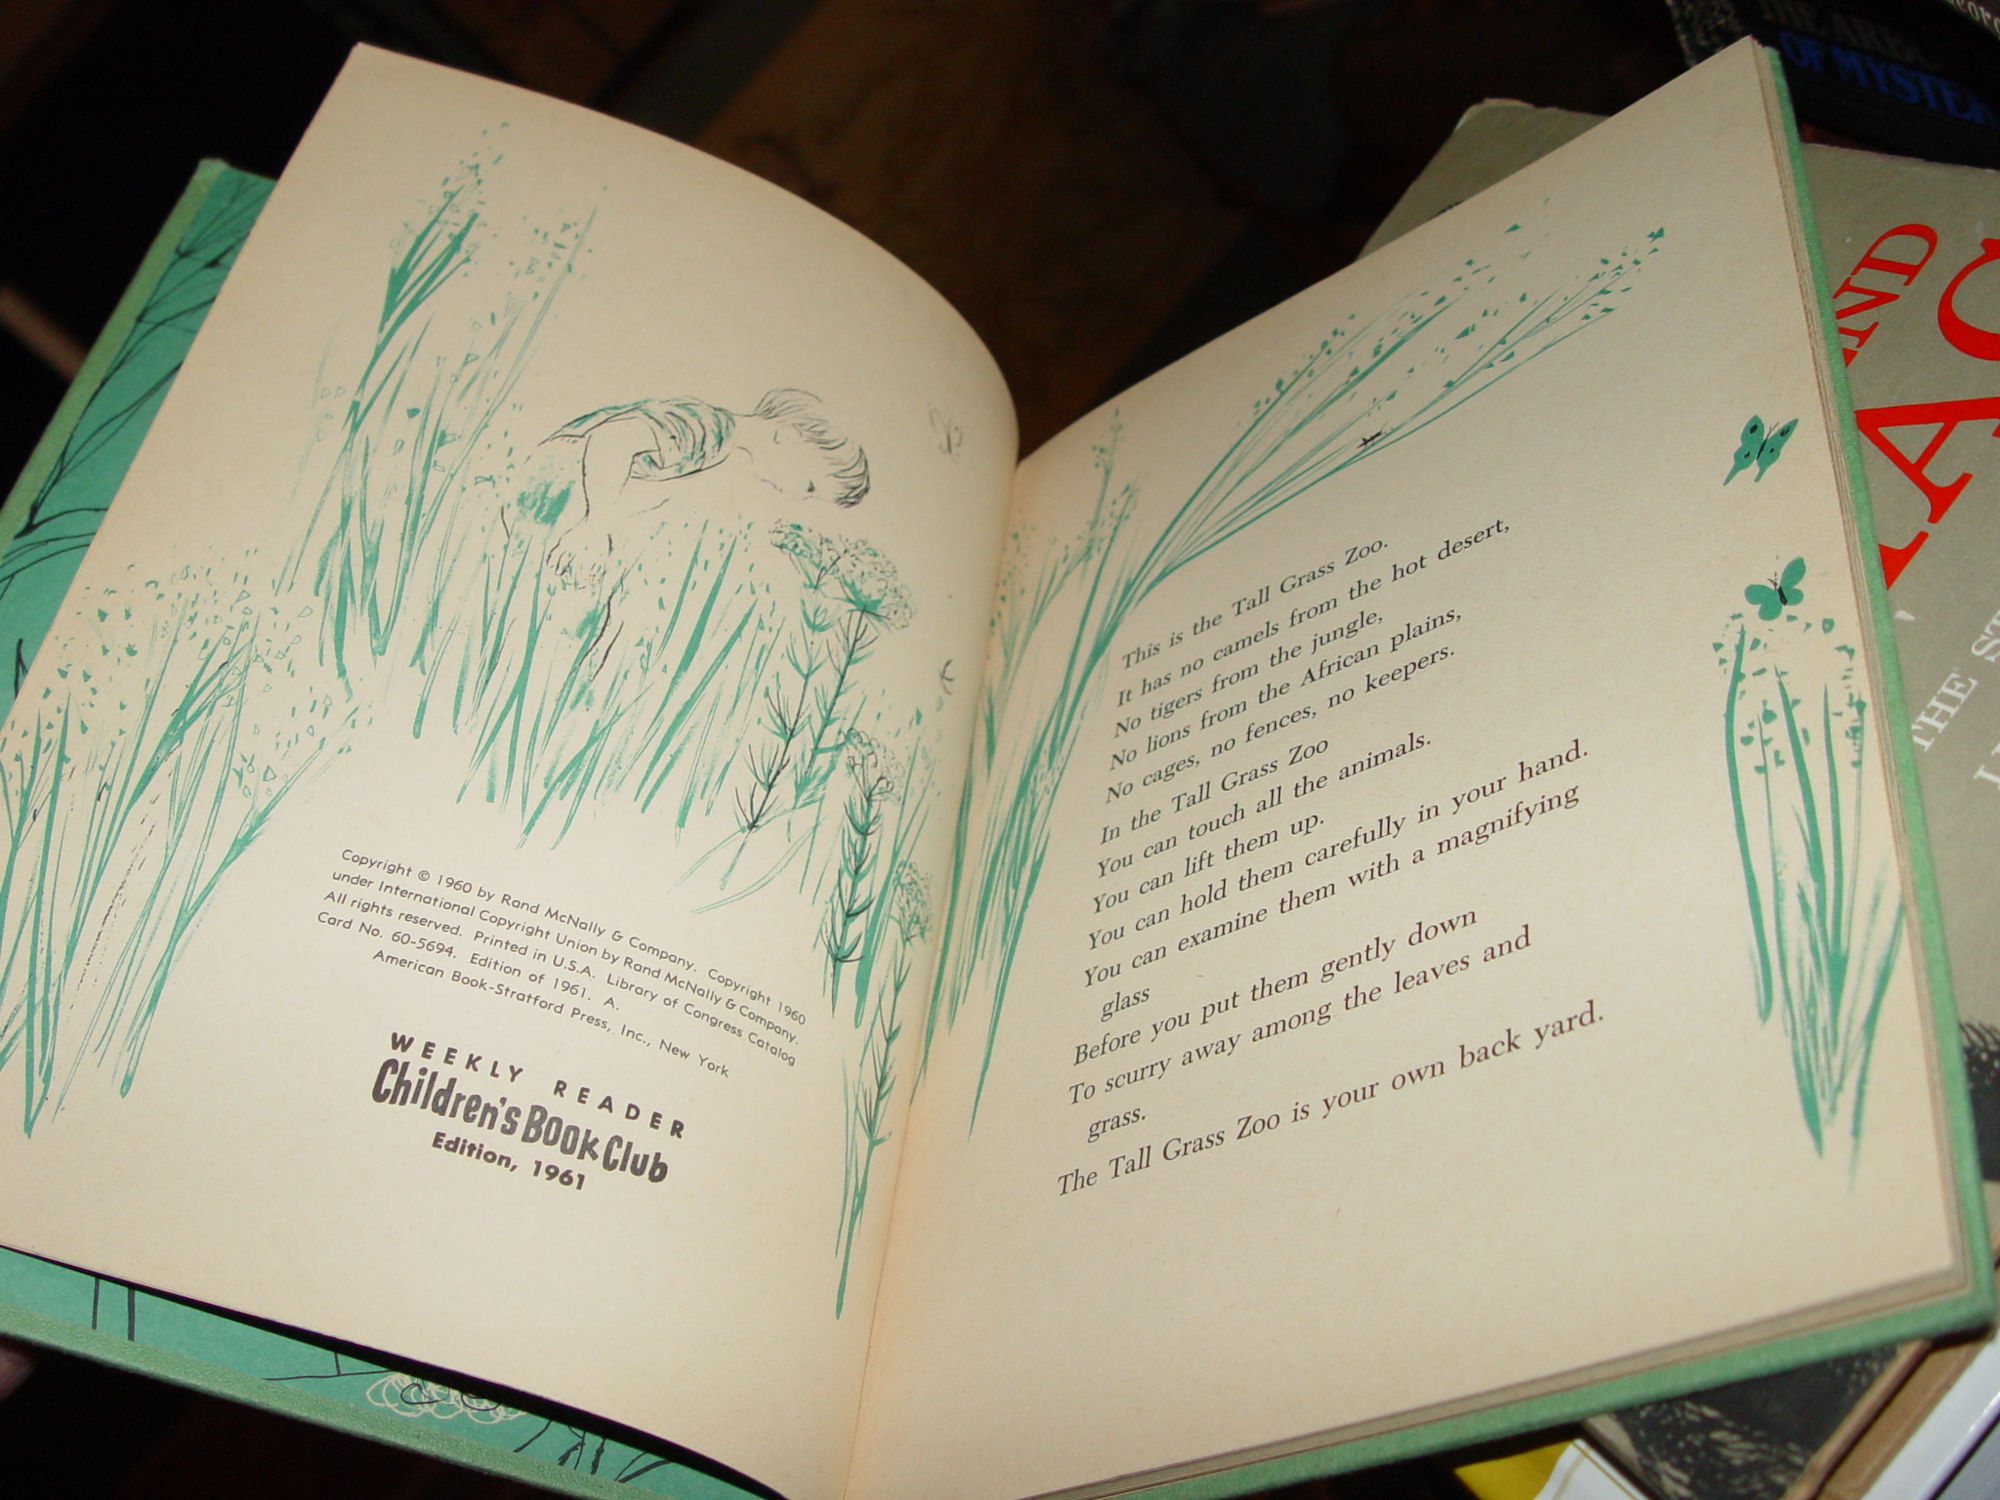 Copyright © 1960 by Rand McNally & Company. Copyright 1960
under International Copyright Union by Rand McNally & Company.
All rights reserved. Printed in U.S.A. Library of Congress Catalog
Card No. 60-5694. Edition of 1961. A.
American Book–Stratford Press, Inc., New York
WEEKLY READER
Children's Book Club
Edition, 1961
This is the Tall Grass Zoo.
It has no camels from the hot desert,
No tigers from the jungle,
No lions from the African plains,
No cages, no fences, no keepers.
In the Tall Grass Zoo
You can touch all the animals.
You can lift them up.
You can hold them carefully in your hand.
You can examine them with a magnifying
glass
Before you put them gently down
To scurry away among the leaves and
grass.
The Tall Grass Zoo is your own back yard.
OF
THE